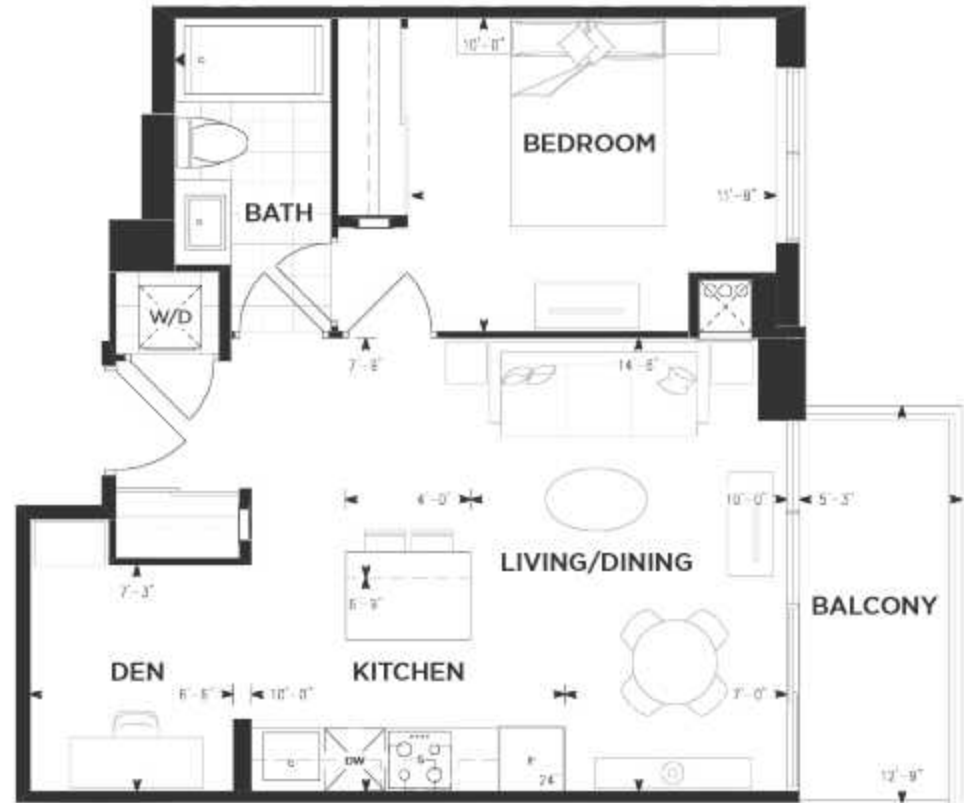 10'-0"
BEDROOM
11'-8"
BATH
W/D
7'-8"
14'-6"
4'-0"
10'-0"
5'-3"
LIVING/DINING
7'-3"
6'-9"
BALCONY
DEN
KITCHEN
6'-6"
10'-0"
7'-0"
DW
24"
12'-9"